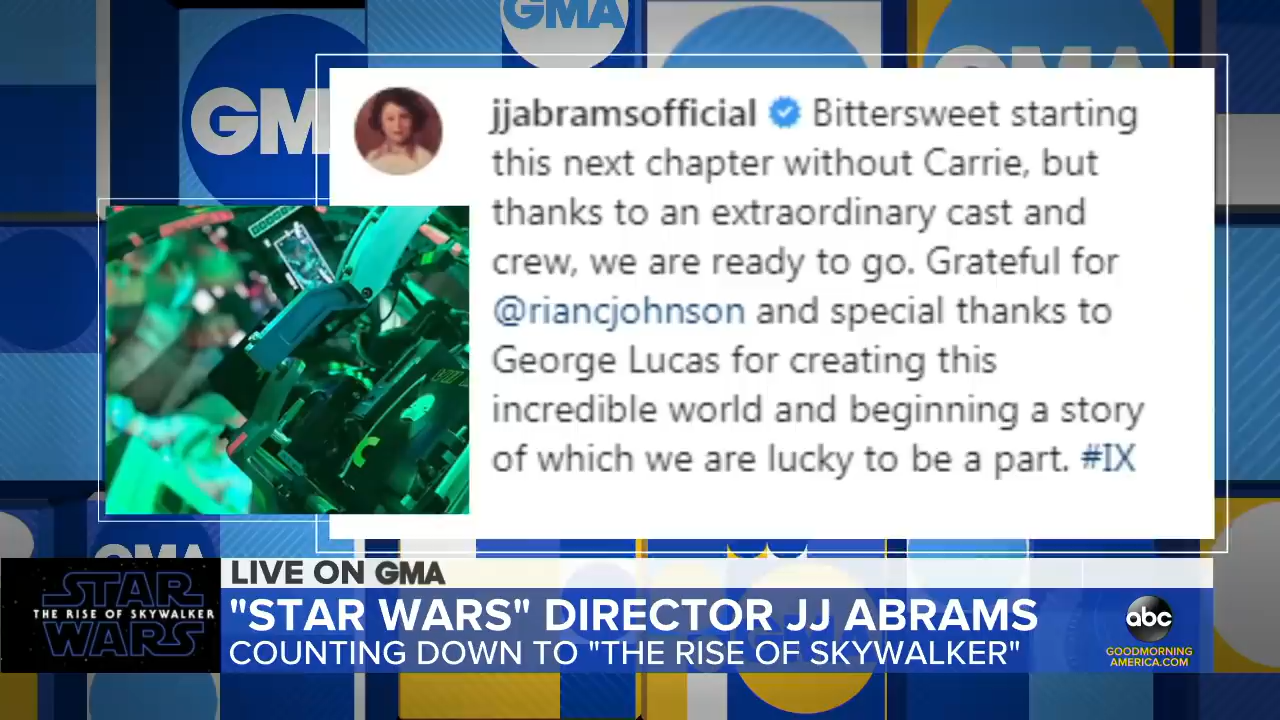 GMA
GMA
GM
jjabramsofficial Bittersweet starting
this next chapter without Carrie, but
thanks to an extraordinary cast and
crew, we are ready to go. Grateful for
@riancjohnson and special thanks to
George Lucas for creating this
incredible world and beginning a story
of which we are lucky to be a part. #IX
GMA
LIVE ON GMA
STAR
THE RISE OF SKYWALKER
WARS
"STAR WARS" DIRECTOR JJ ABRAMS
COUNTING DOWN TO "THE RISE OF SKYWALKER"
abc
GOODMORNING
AMERICA.COM